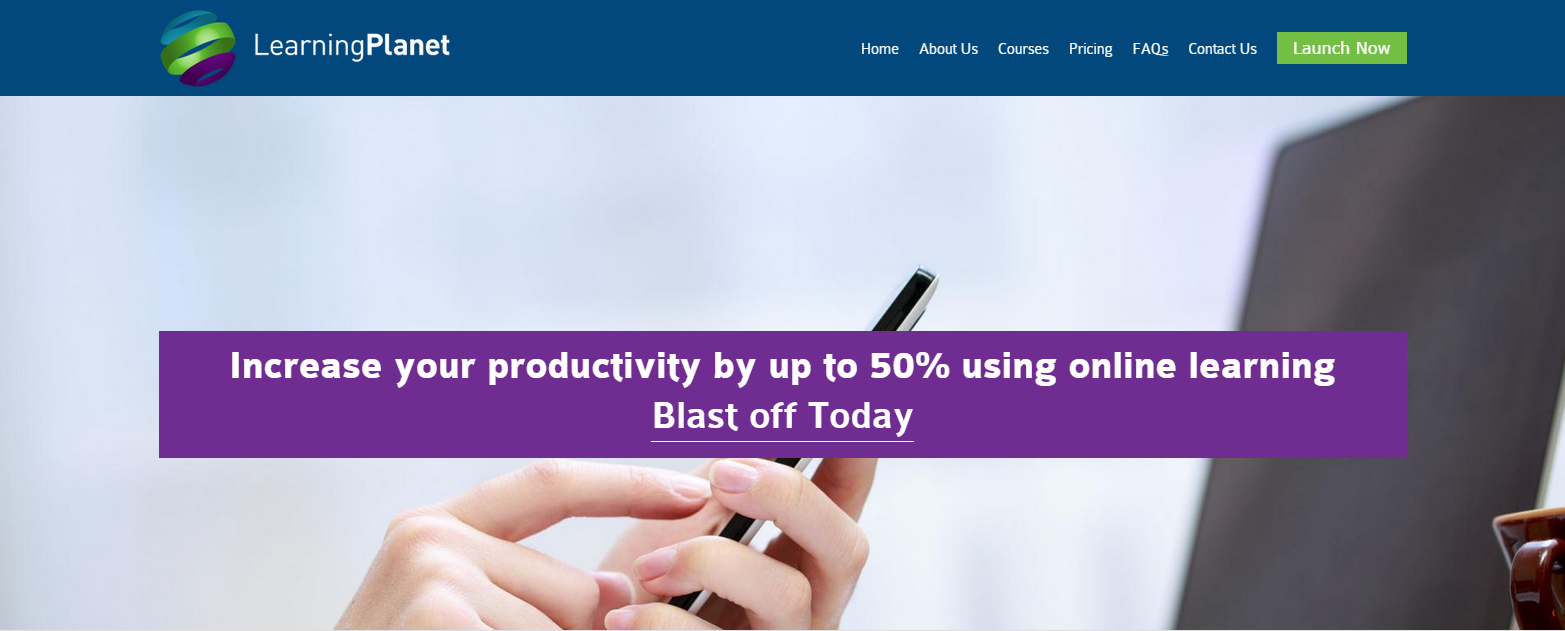 LearningPlanet
Home About Us Courses Pricing FAQs Contact Us Launch Now
Increase your productivity by up to 50% using online learning
Blast off Today